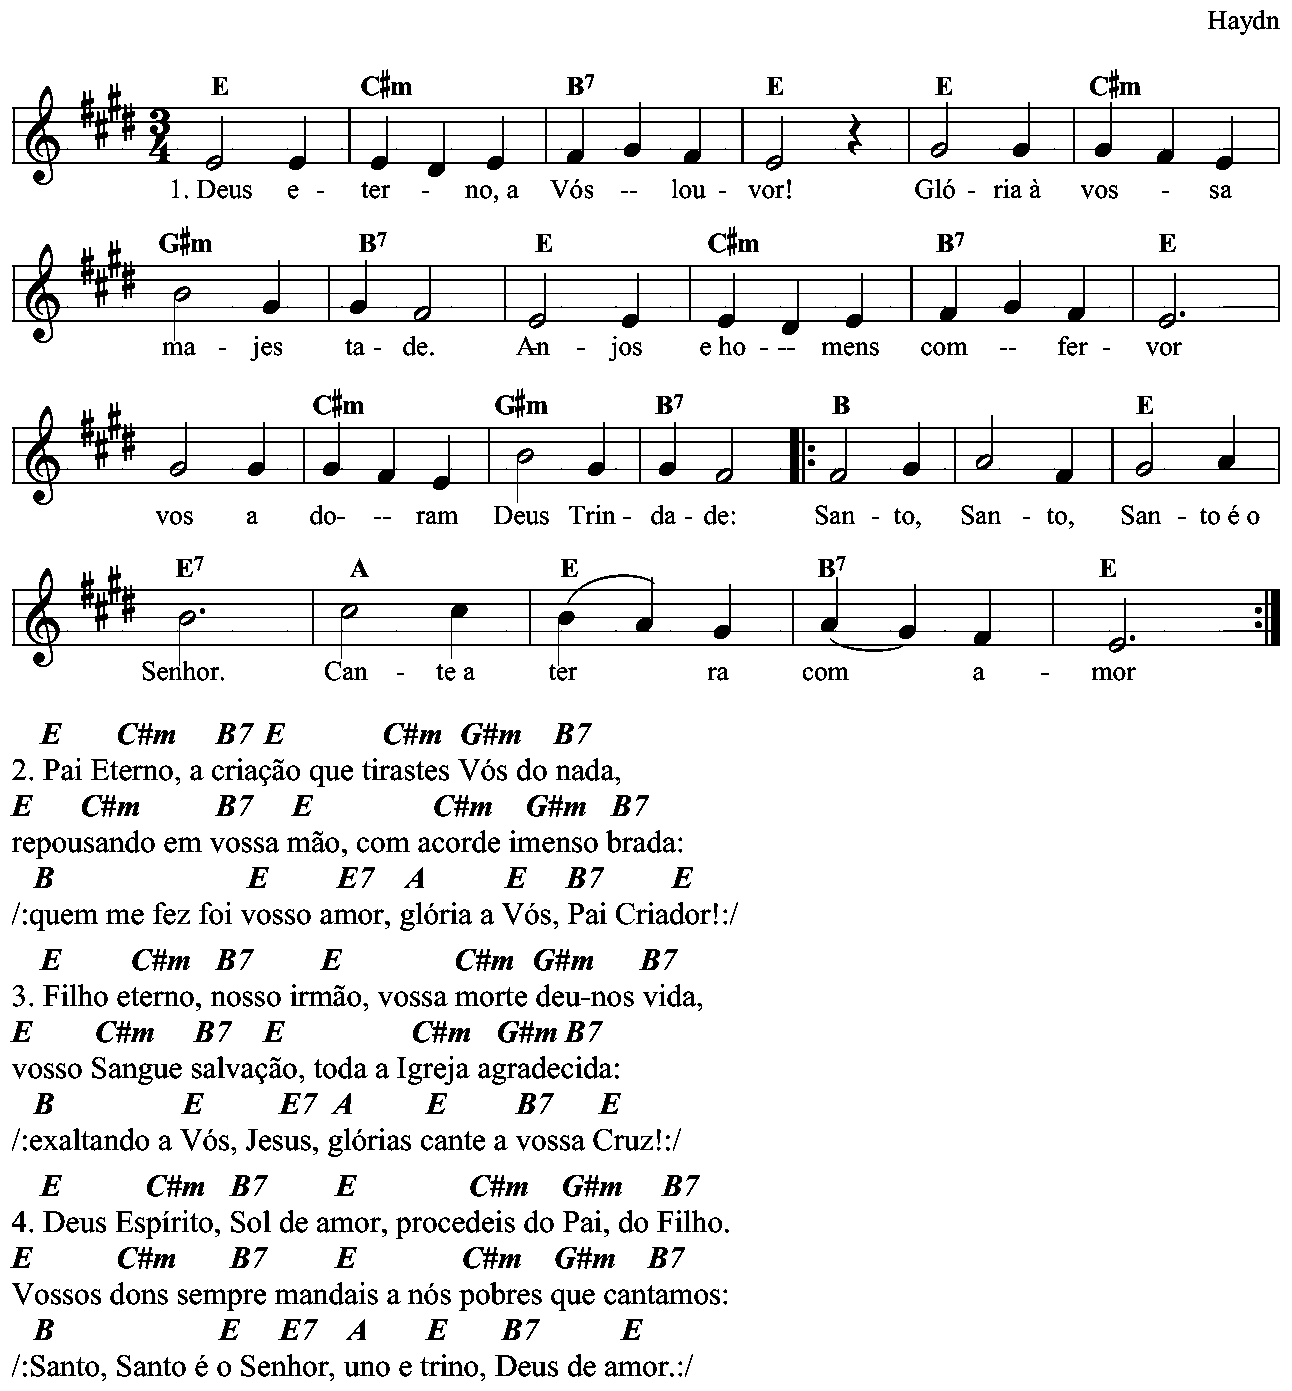 Haydn
E C#m B7 E E C#m
3/4
1. Deus e - ter - no, a Vós -- lou - vor! Gló - ria à vos - sa
G#m B7 E C#m B7 E
ma - jes ta - de. An - jos e ho - -- mens com -- fer - vor
C#m G#m B7 B E
vos a do- -- ram Deus Trin - da - de: San - to, San - to, San - to é o
E7 A E B7 E
Senhor. Can - te a ter ra com a - mor
E C#m B7 E C#m G#m B7
2. Pai Eterno, a criação que tirastes Vós do nada,
E C#m B7 E C#m G#m B7
repousando em vossa mão, com acorde imenso brada:
B E E7 A E B7 E
/:quem me fez foi vosso amor, glória a Vós, Pai Criador!:/
E C#m B7 E C#m G#m B7
3. Filho eterno, nosso irmão, vossa morte deu-nos vida,
E C#m B7 E C#m G#m B7
vosso Sangue salvação, toda a Igreja agradecida:
B E E7 A E B7 E
/:exaltando a Vós, Jesus, glórias cante a vossa Cruz!:/
E C#m B7 E C#m G#m B7
4. Deus Espírito, Sol de amor, procedeis do Pai, do Filho.
E C#m B7 E C#m G#m B7
Vossos dons sempre mandais a nós pobres que cantamos:
B E E7 A E B7 E
/:Santo, Santo é o Senhor, uno e trino, Deus de amor.:/